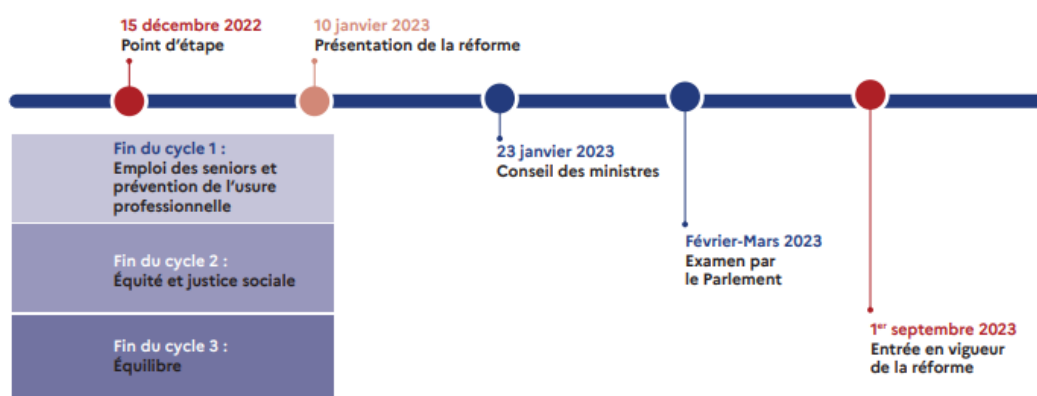 15 décembre 2022
Point d’étape
10 janvier 2023
Présentation de la réforme
Fin du cycle 1 :
Emploi des seniors et
prévention de l’usure
professionnelle
Fin du cycle 2 :
Équité et justice sociale
Fin du cycle 3 :
Équilibre
23 janvier 2023
Conseil des ministres
Février-Mars 2023
Examen par
le Parlement
1er septembre 2023
Entrée en vigueur
de la réforme